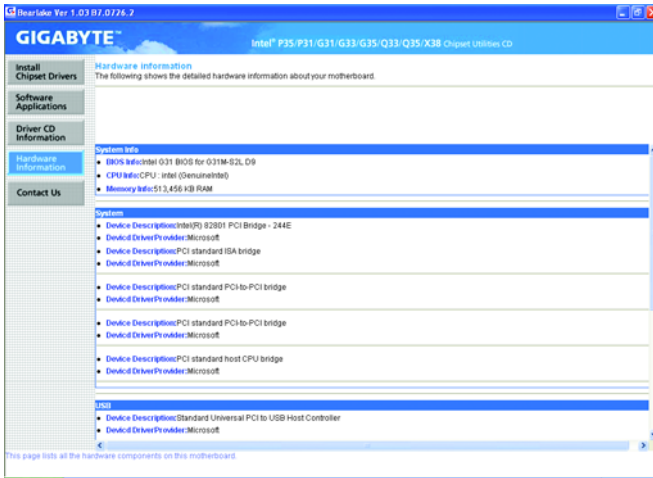 Bearlake Ver 1.03 B7.0726.2
GIGABYTE™
Intel® P35/P31/G31/G33/G35/Q33/Q35/X38 Chipset Utilities CD
Install
Chipset Drivers
Software
Applications
Driver CD
Information
Hardware
Information
Contact Us
Hardware information
The following shows the detailed hardware information about your motherboard.
System Info
• BIOS Info:Intel G31 BIOS for G31M-S2L D9
• CPU Info:CPU : intel (GenuineIntel)
• Memory Info:513,456 KB RAM
System
• Device Description:Intel(R) 82801 PCI Bridge - 244E
• Devicd DriverProvider:Microsoft
• Device Description:PCI standard ISA bridge
• Devicd DriverProvider:Microsoft
• Device Description:PCI standard PCI-to-PCI bridge
• Devicd DriverProvider:Microsoft
• Device Description:PCI standard PCI-to-PCI bridge
• Devicd DriverProvider:Microsoft
• Device Description:PCI standard host CPU bridge
• Devicd DriverProvider:Microsoft
USB
• Device Description:Standard Universal PCI to USB Host Controller
• Devicd DriverProvider:Microsoft
This page lists all the hardware components on this motherboard.